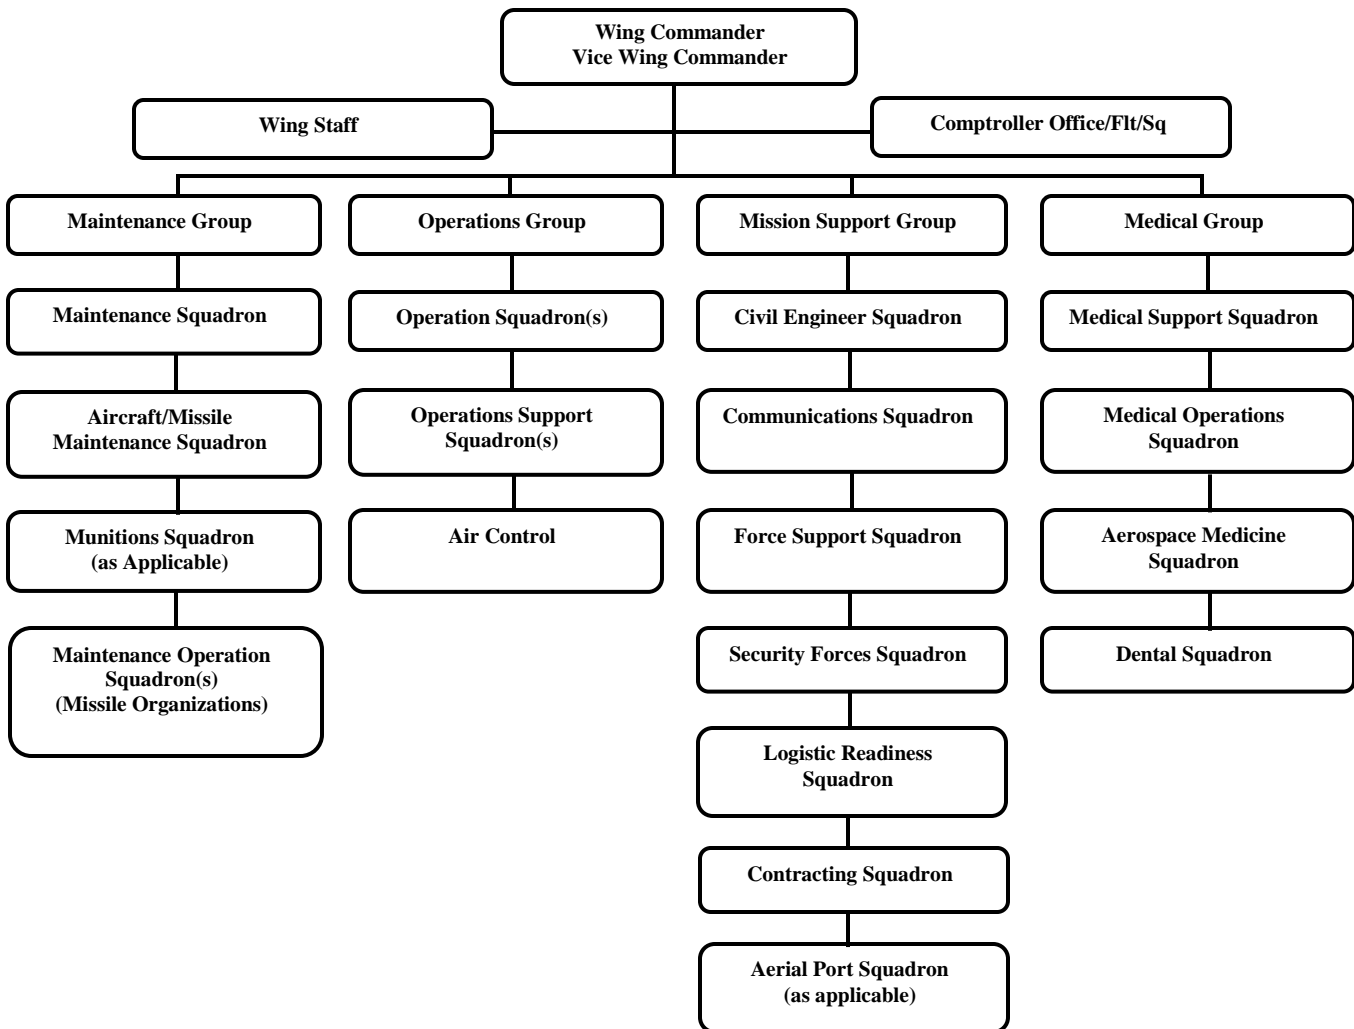 Wing Commander
Vice Wing Commander
Wing Staff
Comptroller Office/Flt/Sq
Maintenance Group
Operations Group
Mission Support Group
Medical Group
Maintenance Squadron
Operation Squadron(s)
Civil Engineer Squadron
Medical Support Squadron
Aircraft/Missile
Maintenance Squadron
Operations Support
Squadron(s)
Communications Squadron
Medical Operations
Squadron
Munitions Squadron
(as Applicable)
Air Control
Force Support Squadron
Aerospace Medicine
Squadron
Maintenance Operation
Squadron(s)
(Missile Organizations)
Security Forces Squadron
Dental Squadron
Logistic Readiness
Squadron
Contracting Squadron
Aerial Port Squadron
(as applicable)